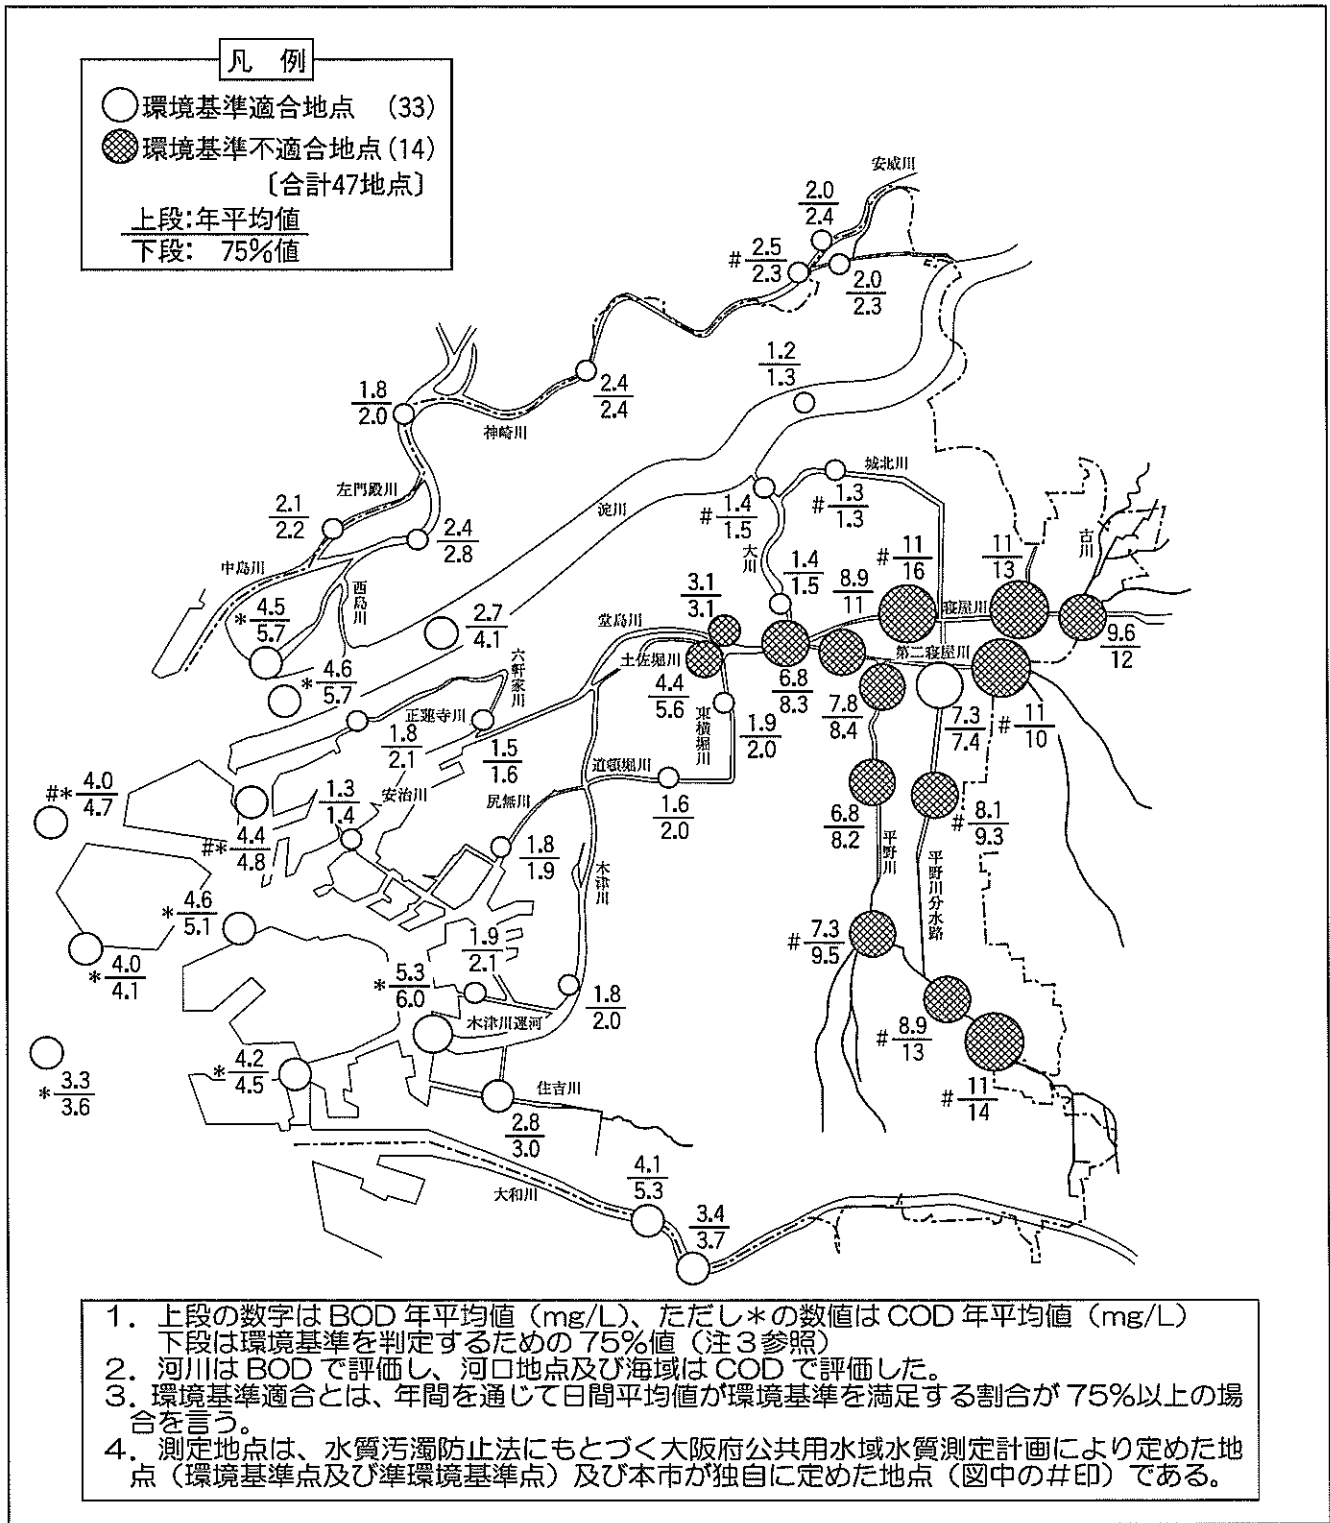 凡 例
環境基準適合地点 (33)
環境基準不適合地点(14)
〔合計47地点〕
上段:年平均値
下段: 75%値
安威川
2.0
2.4
#2.5
2.3
2.0
2.3
1.2
1.3
2.4
2.4
1.8
2.0
神崎川
城北川
左門殿川
淀川
#1.4
1.5
#1.3
1.3
2.1
2.2
2.4
2.8
大川
#11
16
11
13
古川
中島川
西島川
1.4
1.5
8.9
11
3.1
3.1
*4.5
5.7
2.7
4.1
堂島川
寝屋川
9.6
12
土佐堀川
第二寝屋川
*4.6
5.7
六軒家川
4.4
5.6
6.8
8.3
7.8
8.4
7.3
7.4
#11
10
正蓮寺川
東横堀川
1.8
2.1
1.5
1.6
1.9
2.0
道頓堀川
#*4.0
4.7
1.3
1.4
安治川
尻無川
1.6
2.0
6.8
8.2
#8.1
9.3
#*4.4
4.8
1.8
1.9
平野川
木津川
平野川分水路
*4.6
5.1
*4.0
4.1
1.9
2.1
#7.3
9.5
*5.3
6.0
1.8
2.0
木津川運河
#8.9
13
*3.3
3.6
*4.2
4.5
住吉川
#11
14
2.8
3.0
大和川
4.1
5.3
3.4
3.7
1. 上段の数字は BOD 年平均値(mg/L)、ただし*の数値は COD 年平均値(mg/L)
下段は環境基準を判定するための 75%値(注3参照)
2. 河川は BOD で評価し、河口地点及び海域は COD で評価した。
3. 環境基準適合とは、年間を通じて日間平均値が環境基準を満足する割合が 75%以上の場
合を言う。
4. 測定地点は、水質汚濁防止法にもとづく大阪府公共用水域水質測定計画により定めた地
点(環境基準点及び準環境基準点)及び本市が独自に定めた地点(図中の#印)である。